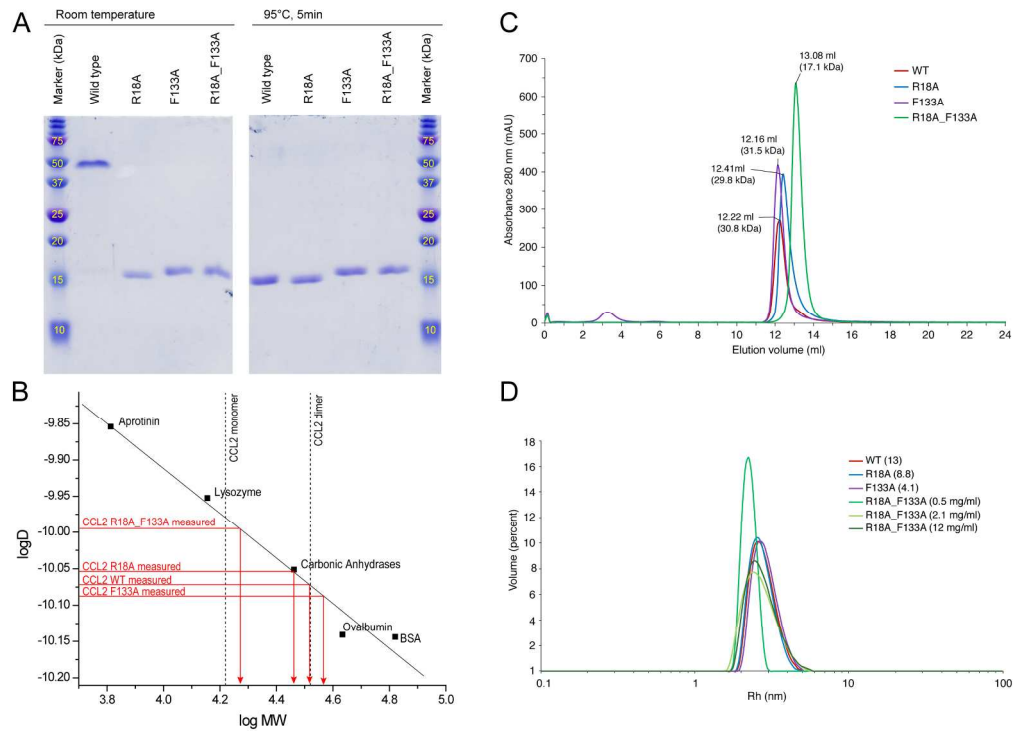 A
Room temperature
95°C, 5min
Marker (kDa)
Wild type
R18A
F133A
R18A_F133A
Wild type
R18A
F133A
R18A_F133A
Marker (kDa)
75
50
37
25
20
15
10
75
50
37
25
20
15
10
B
logD
-9.85
-9.90
-9.95
-10.00
-10.05
-10.10
-10.15
-10.20
3.8
4.0
4.2
4.4
4.6
4.8
5.0
log MW
Aprotinin
Lysozyme
Carbonic Anhydrases
Ovalbumin
BSA
CCL2 monomer
CCL2 dimer
CCL2 R18A_F133A measured
CCL2 R18A measured
CCL2 WT measured
CCL2 F133A measured
C
Absorbance 280 nm (mAU)
700
600
500
400
300
200
100
0
0
2
4
6
8
10
12
14
16
18
20
22
24
Elution volume (ml)
13.08 ml
(17.1 kDa)
12.16 ml
(31.5 kDa)
12.41ml
(29.8 kDa)
12.22 ml
(30.8 kDa)
WT
R18A
F133A
R18A_F133A
D
Volume (percent)
18
16
14
12
10
8
6
4
2
1
0.1
1
10
100
Rh (nm)
WT (13)
R18A (8.8)
F133A (4.1)
R18A_F133A (0.5 mg/ml)
R18A_F133A (2.1 mg/ml)
R18A_F133A (12 mg/ml)